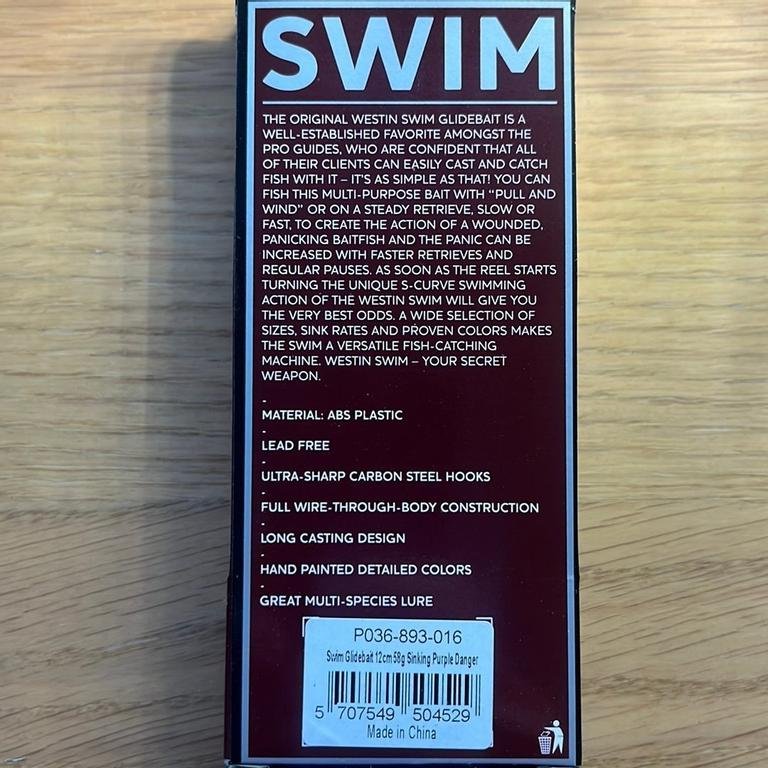 SWIM
THE ORIGINAL WESTIN SWIM GLIDEBAIT IS A
WELL-ESTABLISHED FAVORITE AMONGST THE
PRO GUIDES, WHO ARE CONFIDENT THAT ALL
OF THEIR CLIENTS CAN EASILY CAST AND CATCH
FISH WITH IT – IT'S AS SIMPLE AS THAT! YOU CAN
FISH THIS MULTI-PURPOSE BAIT WITH “PULL AND
WIND” OR ON A STEADY RETRIEVE, SLOW OR
FAST, TO CREATE THE ACTION OF A WOUNDED,
PANICKING BAITFISH AND THE PANIC CAN BE
INCREASED WITH FASTER RETRIEVES AND
REGULAR PAUSES. AS SOON AS THE REEL STARTS
TURNING THE UNIQUE S-CURVE SWIMMING
ACTION OF THE WESTIN SWIM WILL GIVE YOU
THE VERY BEST ODDS. A WIDE SELECTION OF
SIZES, SINK RATES AND PROVEN COLORS MAKES
THE SWIM A VERSATILE FISH-CATCHING
MACHINE. WESTIN SWIM – YOUR SECRET
WEAPON.
-
MATERIAL: ABS PLASTIC
-
LEAD FREE
-
ULTRA-SHARP CARBON STEEL HOOKS
-
FULL WIRE-THROUGH-BODY CONSTRUCTION
-
LONG CASTING DESIGN
-
HAND PAINTED DETAILED COLORS
-
GREAT MULTI-SPECIES LURE
P036-893-016
Swim Glidebait 12cm 58g Sinking Purple Danger
5 707549 504529
Made in China